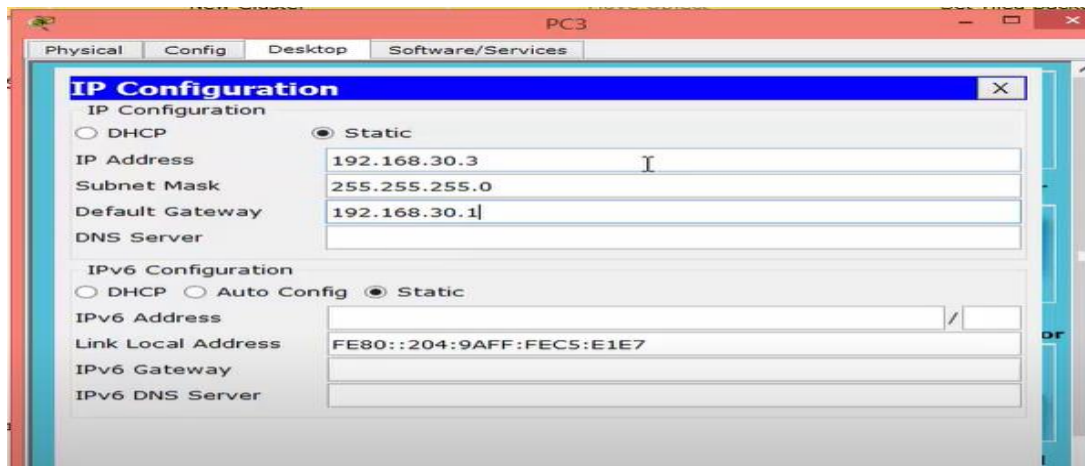 PC3
Physical Config Desktop Software/Services
IP Configuration
IP Configuration
DHCP Static
IP Address 192.168.30.3
Subnet Mask 255.255.255.0
Default Gateway 192.168.30.1
DNS Server
IPv6 Configuration
DHCP Auto Config Static
IPv6 Address /
Link Local Address FE80::204:9AFF:FEC5:E1E7
IPv6 Gateway
IPv6 DNS Server